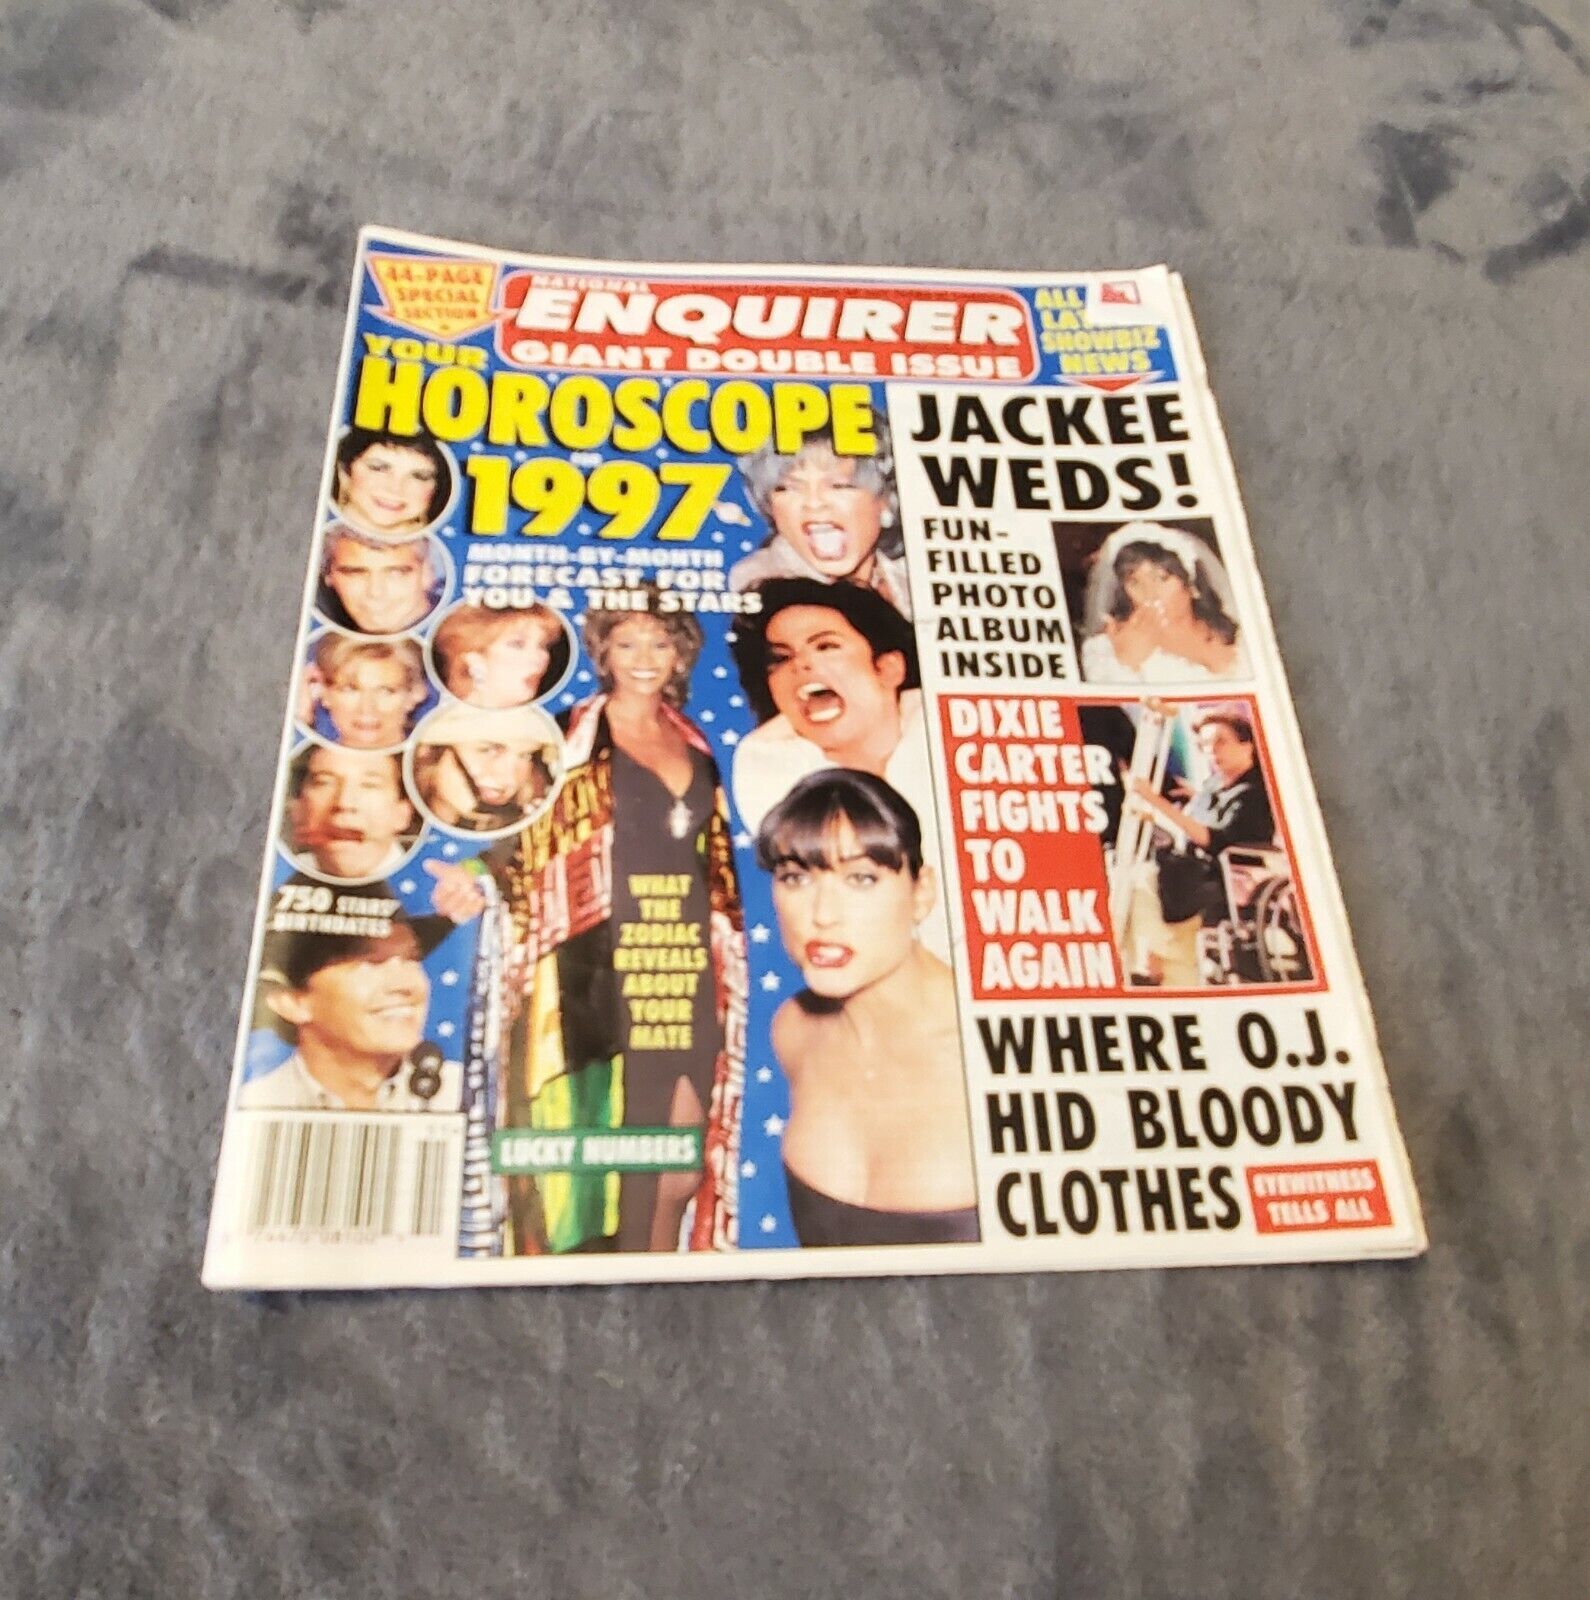 44-PAGE
SPECIAL
SECTION
NATIONAL
ENQUIRER
GIANT DOUBLE ISSUE
ALL
LAT
SHOWBIZ
NEWS
YOUR
HOROSCOPE
1997
MONTH-BY-MONTH
FORECAST FOR
YOU & THE STARS
750 STARS'
BIRTHDATES
WHAT
THE
ZODIAC
REVEALS
ABOUT
YOUR
MATE
LUCKY NUMBERS
JACKEE
WEDS!
FUN-
FILLED
PHOTO
ALBUM
INSIDE
DIXIE
CARTER
FIGHTS
TO
WALK
AGAIN
WHERE O.J.
HID BLOODY
CLOTHES
EYEWITNESS
TELLS ALL